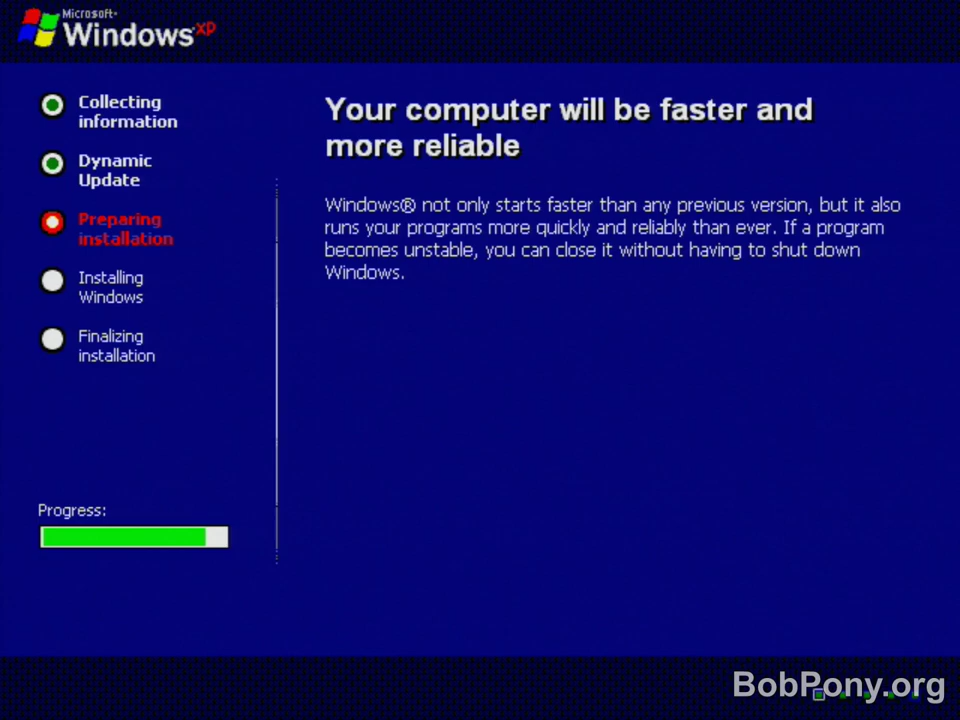 Microsoft®
Windows XP
Collecting
information
Dynamic
Update
Preparing
installation
Installing
Windows
Finalizing
installation
Progress:
Your computer will be faster and
more reliable
Windows® not only starts faster than any previous version, but it also
runs your programs more quickly and reliably than ever. If a program
becomes unstable, you can close it without having to shut down
Windows.
BobPony.org